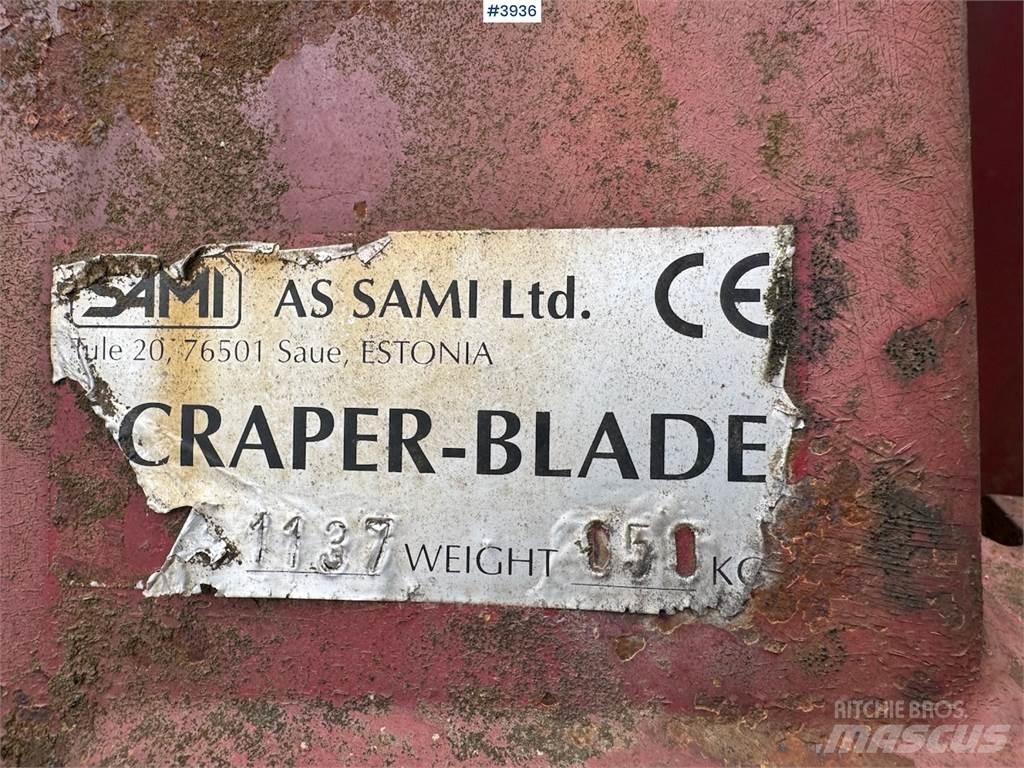 #3936
SAMI AS SAMI Ltd. CE
Tule 20, 76501 Saue, ESTONIA
CRAPER-BLADE
1137 WEIGHT 050 KG
RITCHIE BROS.
MASCUS